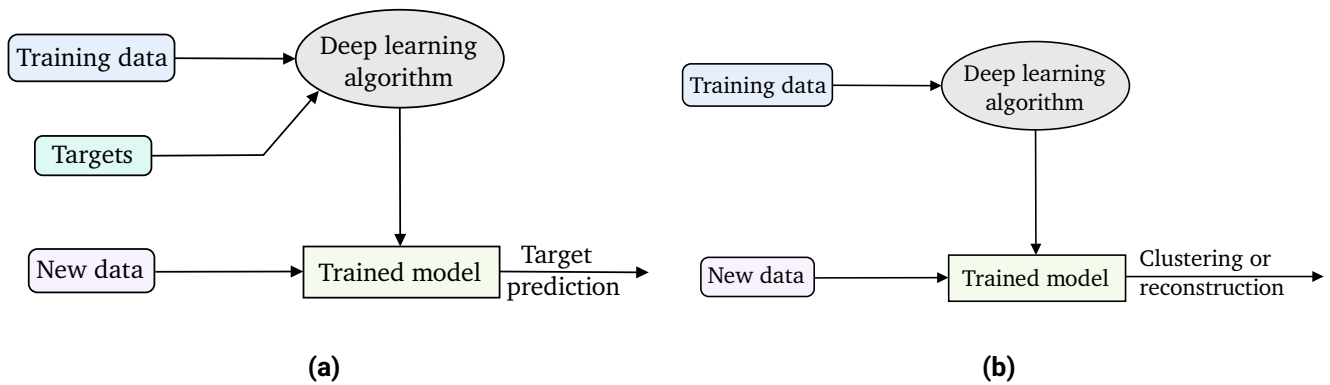 Training data
Deep learning
algorithm
Targets
New data
Trained model
Target
prediction
(a)
Training data
Deep learning
algorithm
New data
Trained model
Clustering or
reconstruction
(b)